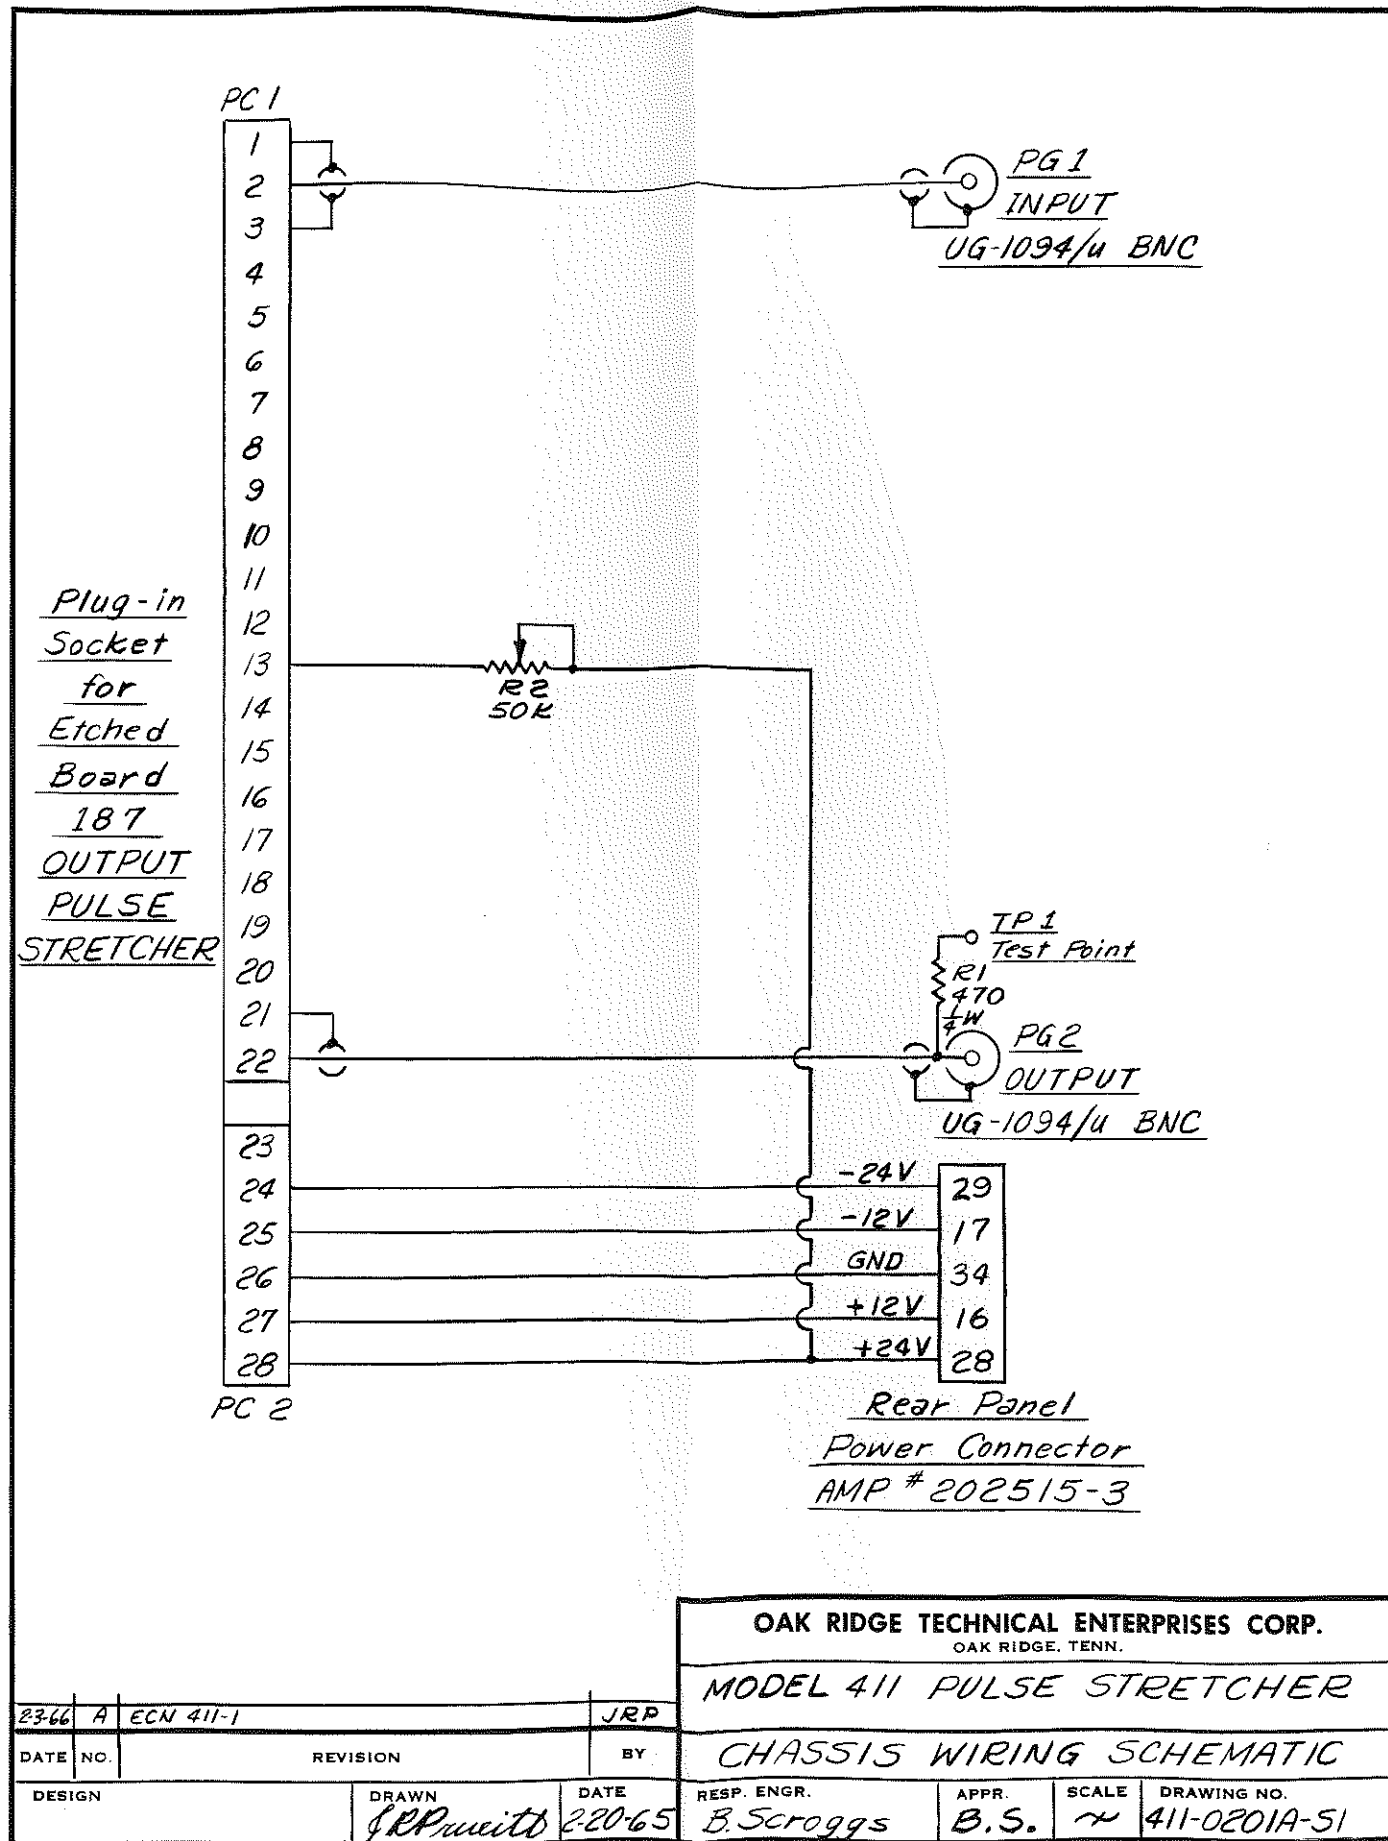 PC 1
1
2
3
4
5
6
7
8
9
10
11
12
13
14
15
16
17
18
19
20
21
22
23
24
25
26
27
28
PC 2
Plug-in
Socket
for
Etched
Board
187
OUTPUT
PULSE
STRETCHER
PG 1
INPUT
UG-1094/u BNC
R2
50K
TP 1
Test Point
R1
470
1/4 W
PG 2
OUTPUT
UG-1094/u BNC
-24V 29
-12V 17
GND 34
+12V 16
+24V 28
Rear Panel
Power Connector
AMP # 202515-3
OAK RIDGE TECHNICAL ENTERPRISES CORP.
OAK RIDGE, TENN.
MODEL 411 PULSE STRETCHER
CHASSIS WIRING SCHEMATIC
2-3-66 A ECN 411-1 JRP
DATE NO. REVISION BY
DESIGN DRAWN DATE RESP. ENGR. APPR. SCALE DRAWING NO.
JRPrueitt 2-20-65 B. Scroggs B.S. ~ 411-0201A-S1